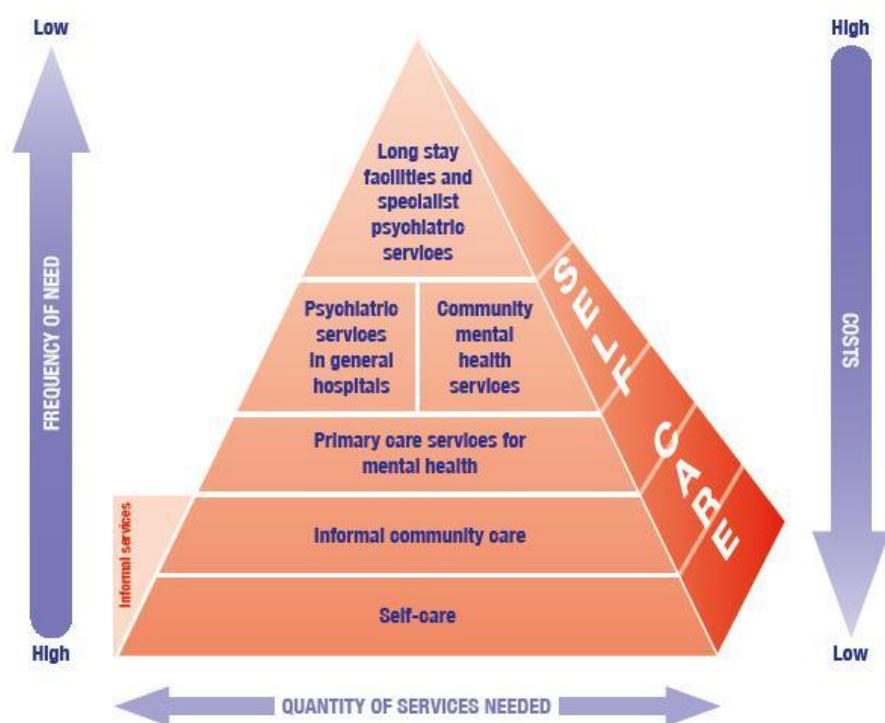 Low
High
Long stay
facilities and
specialist
psychiatric
services
FREQUENCY OF NEED
COSTS
SELF CARE
Psychiatric
services
in general
hospitals
Community
mental
health
services
Primary care services for
mental health
Informal services
Informal community care
Self-care
High
Low
QUANTITY OF SERVICES NEEDED